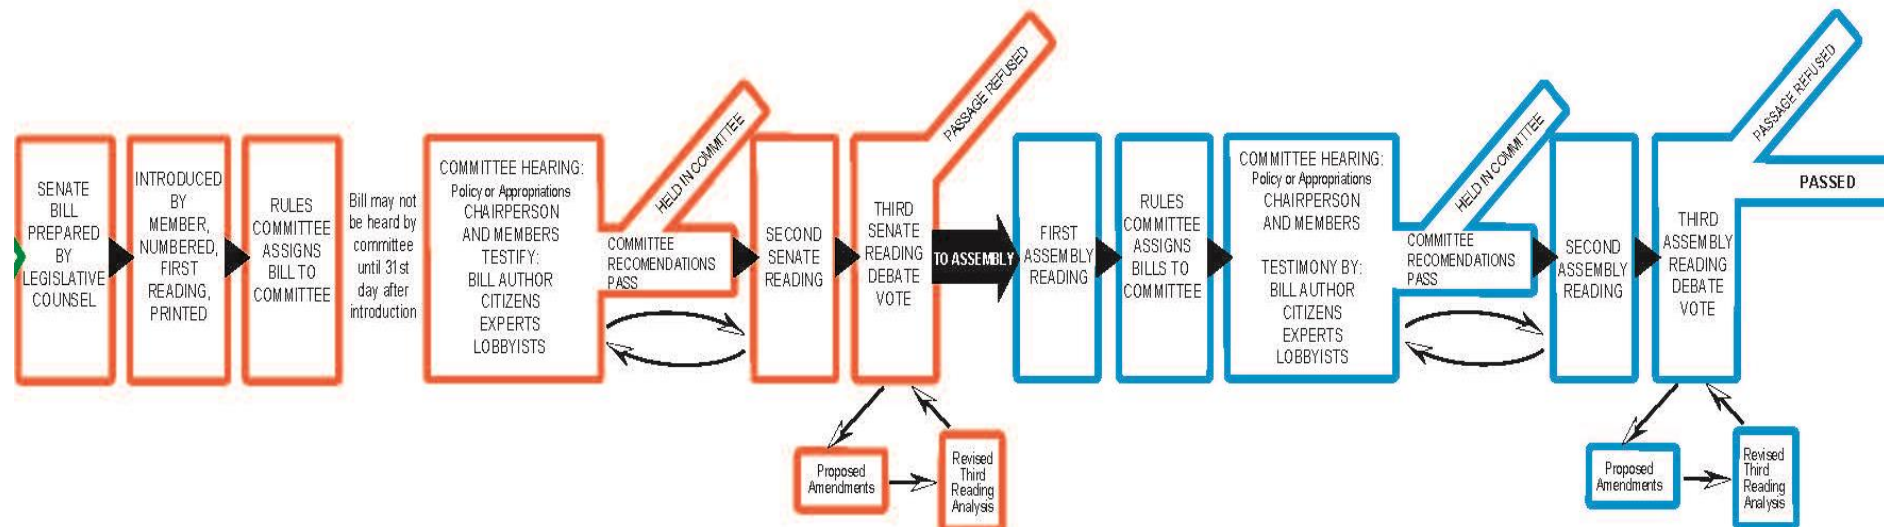 SENATE
BILL
PREPARED
BY
LEGISLATIVE
COUNSEL
INTRODUCED
BY
MEMBER,
NUMBERED,
FIRST
READING,
PRINTED
RULES
COMMITTEE
ASSIGNS
BILL TO
COMMITTEE
Bill may not
be heard by
committee
until 31st
day after
introduction
COMMITTEE HEARING:
Policy or Appropriations
CHAIRPERSON
AND MEMBERS
TESTIFY:
BILL AUTHOR
CITIZENS
EXPERTS
LOBBYISTS
HELD IN COMMITTEE
COMMITTEE
RECOMENDATIONS
PASS
SECOND
SENATE
READING
THIRD
SENATE
READING
DEBATE
VOTE
PASSAGE REFUSED
Proposed
Amendments
Revised
Third
Reading
Analysis
TO ASSEMBLY
FIRST
ASSEMBLY
READING
RULES
COMMITTEE
ASSIGNS
BILLS TO
COMMITTEE
COMMITTEE HEARING:
Policy or Appropriations
CHAIRPERSON
AND MEMBERS
TESTIMONY BY:
BILL AUTHOR
CITIZENS
EXPERTS
LOBBYISTS
HELD IN COMMITTEE
COMMITTEE
RECOMENDATIONS
PASS
SECOND
ASSEMBLY
READING
THIRD
ASSEMBLY
READING
DEBATE
VOTE
PASSAGE REFUSED
PASSED
Proposed
Amendments
Revised
Third
Reading
Analysis